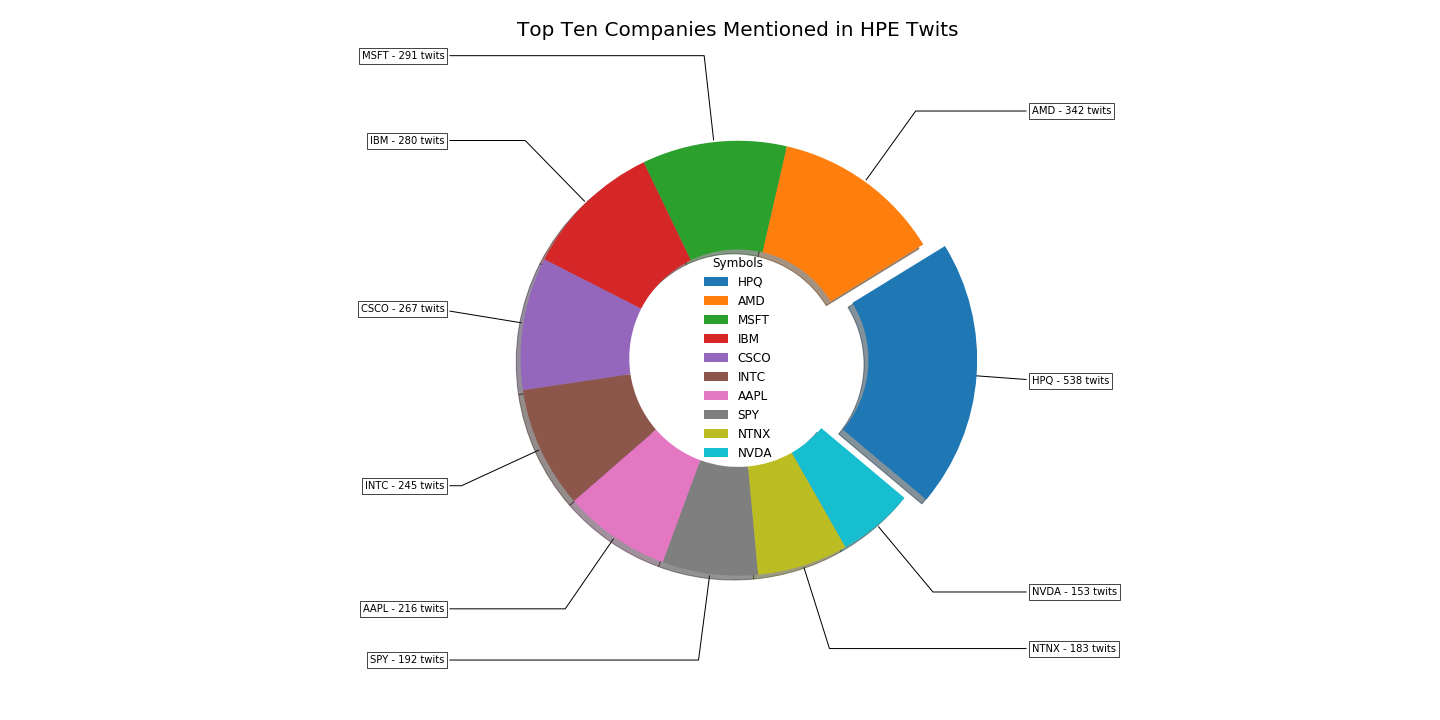 Top Ten Companies Mentioned in HPE Twits
MSFT - 291 twits
AMD - 342 twits
IBM - 280 twits
CSCO - 267 twits
HPQ - 538 twits
INTC - 245 twits
NVDA - 153 twits
AAPL - 216 twits
NTNX - 183 twits
SPY - 192 twits
Symbols
HPQ
AMD
MSFT
IBM
CSCO
INTC
AAPL
SPY
NTNX
NVDA